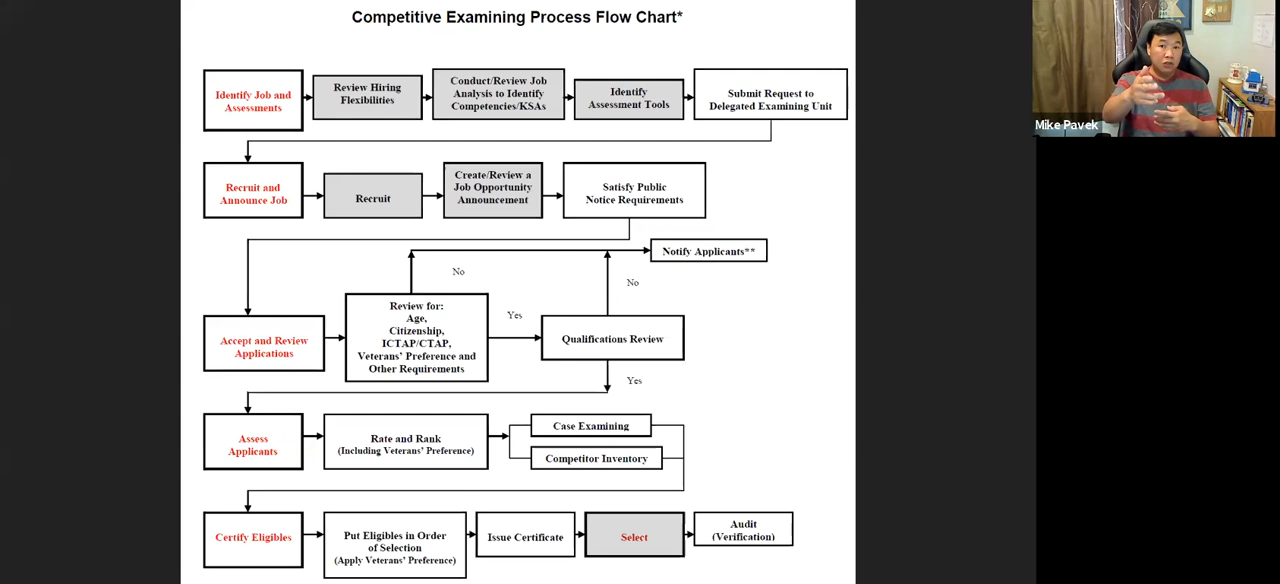 Competitive Examining Process Flow Chart*
Mike Pavek
Identify Job and
Assessments
Review Hiring
Flexibilities
Conduct/Review Job
Analysis to Identify
Competencies/KSAs
Identify
Assessment Tools
Submit Request to
Delegated Examining Unit
Recruit and
Announce Job
Recruit
Create/Review a
Job Opportunity
Announcement
Satisfy Public
Notice Requirements
Notify Applicants**
No
No
Accept and Review
Applications
Review for:
Age,
Citizenship,
ICTAP/CTAP,
Veterans' Preference and
Other Requirements
Yes
Qualifications Review
Yes
Assess
Applicants
Rate and Rank
(Including Veterans' Preference)
Case Examining
Competitor Inventory
Certify Eligibles
Put Eligibles in Order
of Selection
(Apply Veterans' Preference)
Issue Certificate
Select
Audit
(Verification)